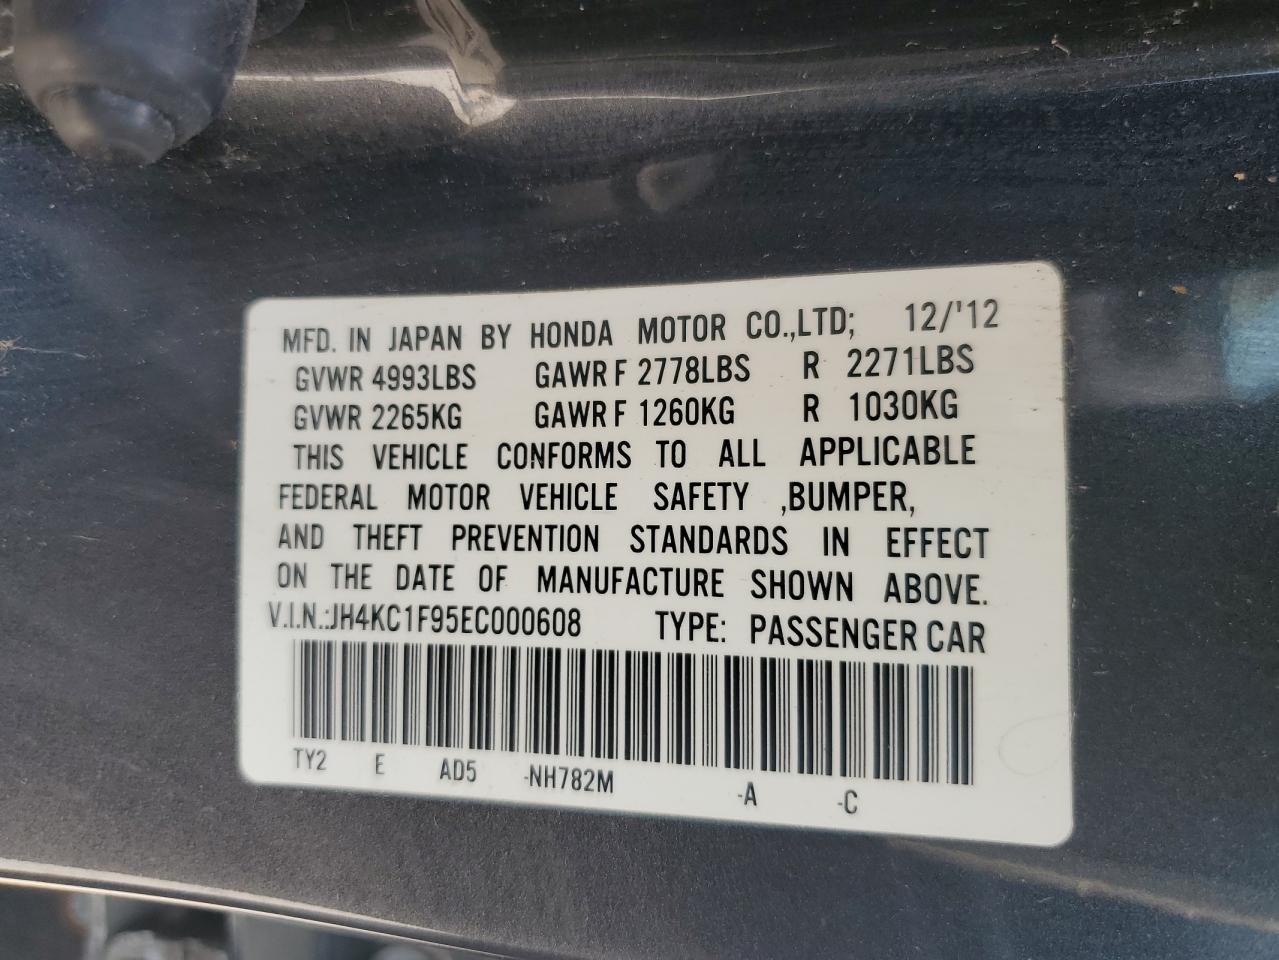 MFD. IN JAPAN BY HONDA MOTOR CO.,LTD; 12/'12
GVWR 4993LBS GAWR F 2778LBS R 2271LBS
GVWR 2265KG GAWR F 1260KG R 1030KG
THIS VEHICLE CONFORMS TO ALL APPLICABLE
FEDERAL MOTOR VEHICLE SAFETY ,BUMPER,
AND THEFT PREVENTION STANDARDS IN EFFECT
ON THE DATE OF MANUFACTURE SHOWN ABOVE.
V.I.N.:JH4KC1F95EC000608 TYPE: PASSENGER CAR
TY2 E AD5 -NH782M -A -C